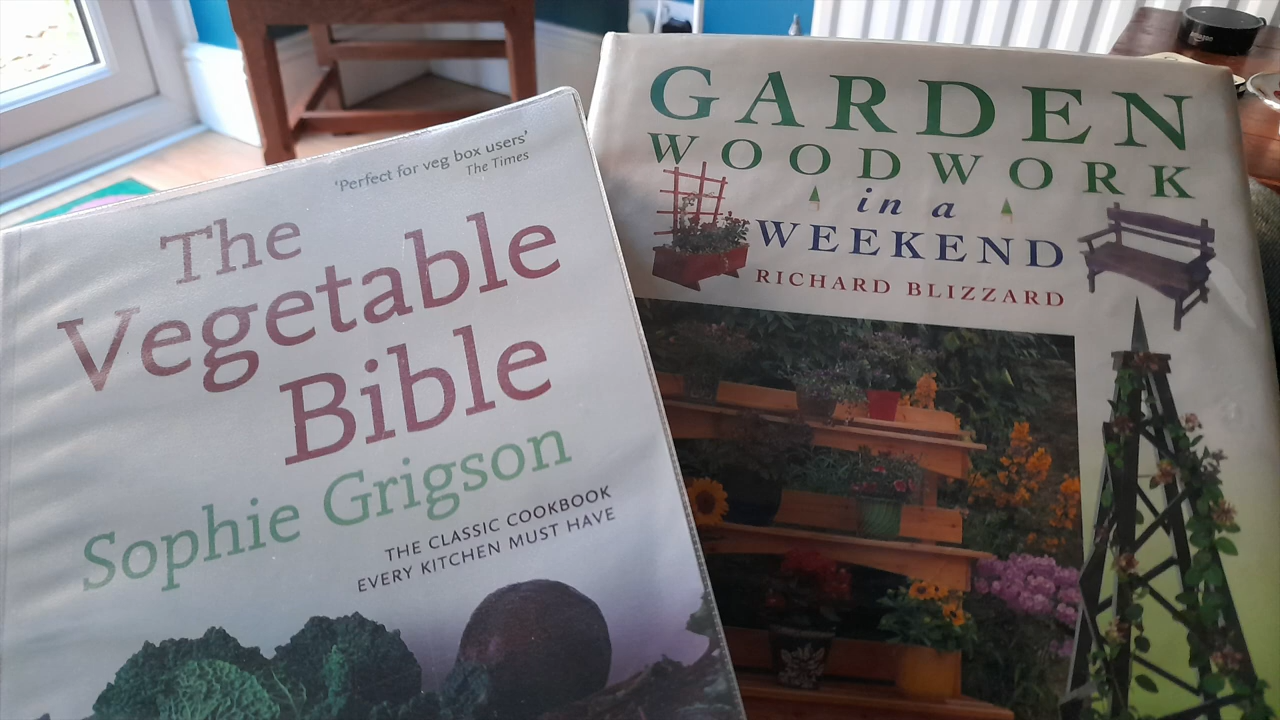 'Perfect for veg box users'
The Times
The
Vegetable
Bible
Sophie Grigson
THE CLASSIC COOKBOOK
EVERY KITCHEN MUST HAVE
GARDEN
WOODWORK
in a
WEEKEND
RICHARD BLIZZARD
amazon